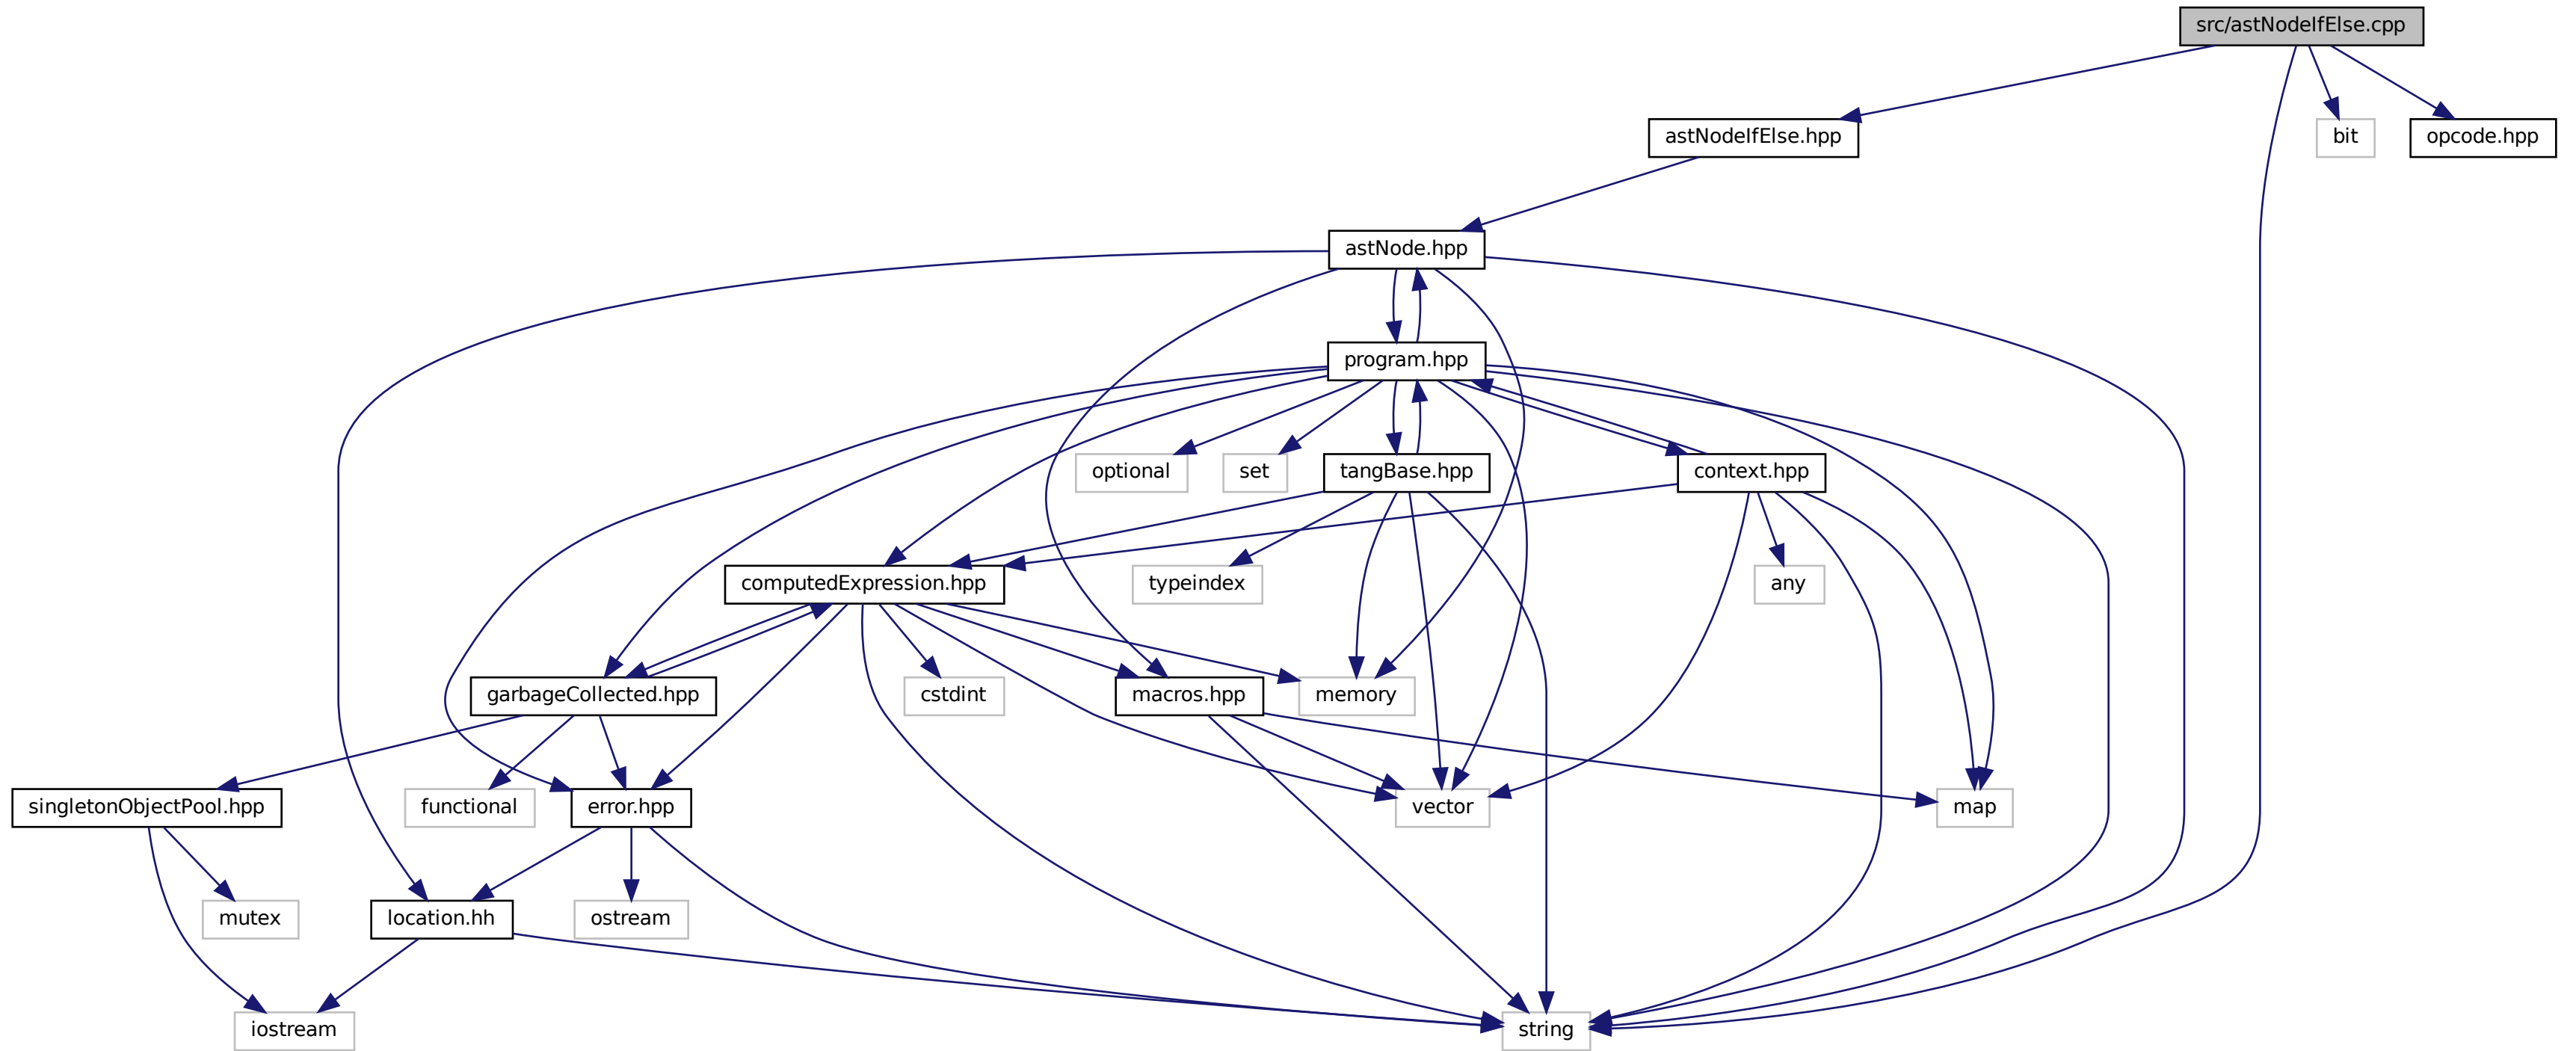 src/astNodeIfElse.cpp
astNodeIfElse.hpp
bit
opcode.hpp
astNode.hpp
program.hpp
optional
set
tangBase.hpp
context.hpp
computedExpression.hpp
typeindex
any
garbageCollected.hpp
cstdint
macros.hpp
memory
singletonObjectPool.hpp
functional
error.hpp
vector
map
mutex
location.hh
ostream
iostream
string